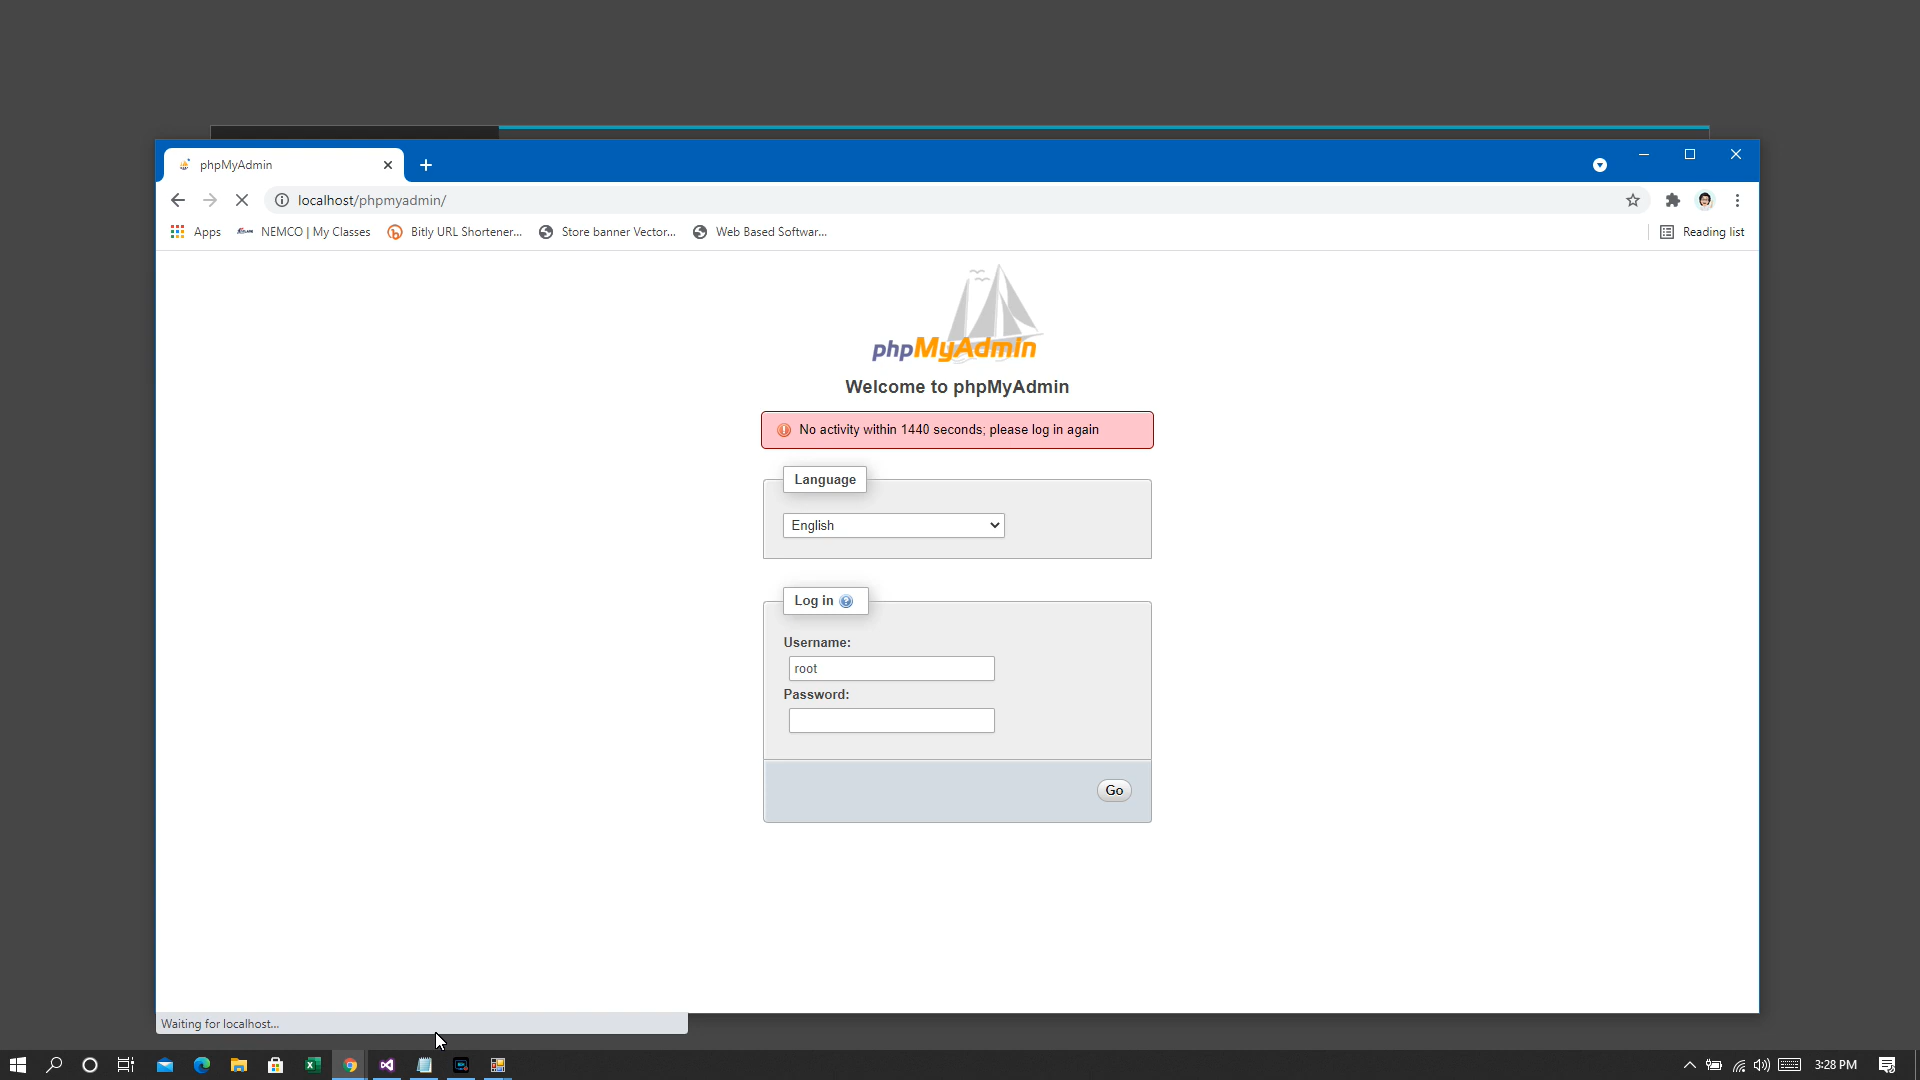 phpMyAdmin
localhost/phpmyadmin/
Apps
NEMCO | My Classes
Bitly URL Shortener...
Store banner Vector...
Web Based Softwar...
Reading list
phpMyAdmin
Welcome to phpMyAdmin
No activity within 1440 seconds; please log in again
Language
English
Log in
Username:
root
Password:
Go
Waiting for localhost...
3:28 PM